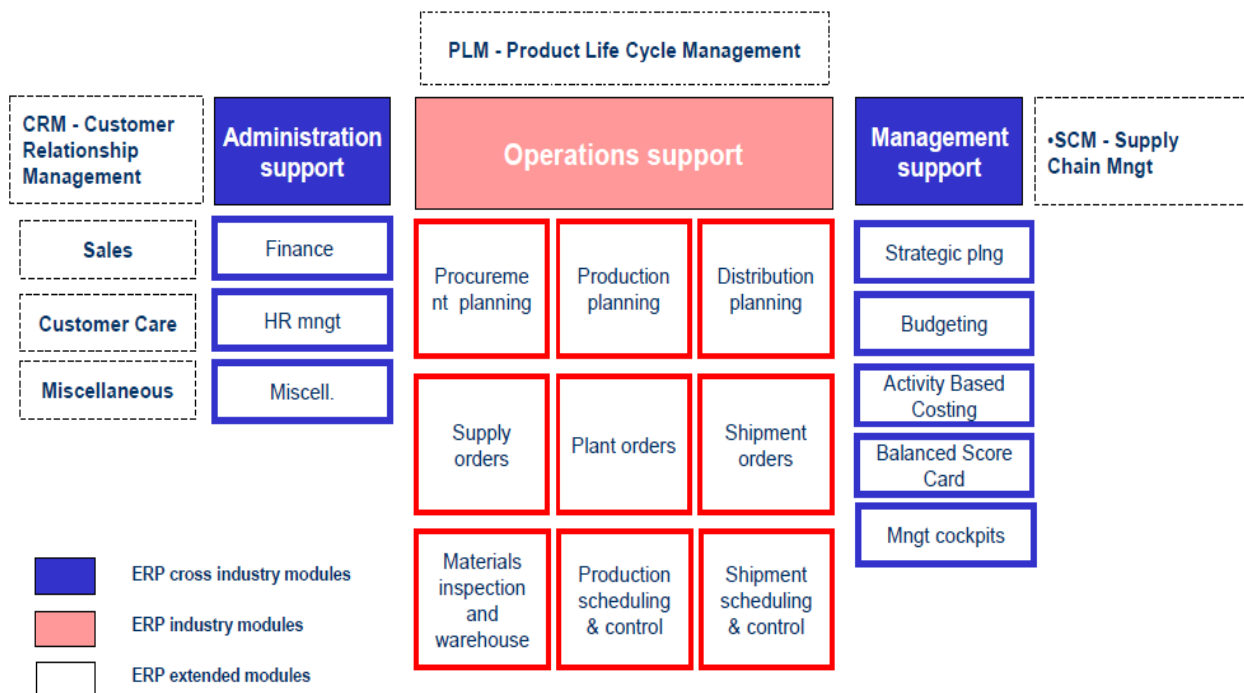 PLM - Product Life Cycle Management
CRM - Customer
Relationship
Management
Administration
support
Operations support
Management
support
•SCM - Supply
Chain Mngt
Sales
Customer Care
Miscellaneous
Finance
HR mngt
Miscell.
Procureme
nt planning
Production
planning
Distribution
planning
Supply
orders
Plant orders
Shipment
orders
Materials
inspection
and
warehouse
Production
scheduling
& control
Shipment
scheduling
& control
Strategic plng
Budgeting
Activity Based
Costing
Balanced Score
Card
Mngt cockpits
ERP cross industry modules
ERP industry modules
ERP extended modules